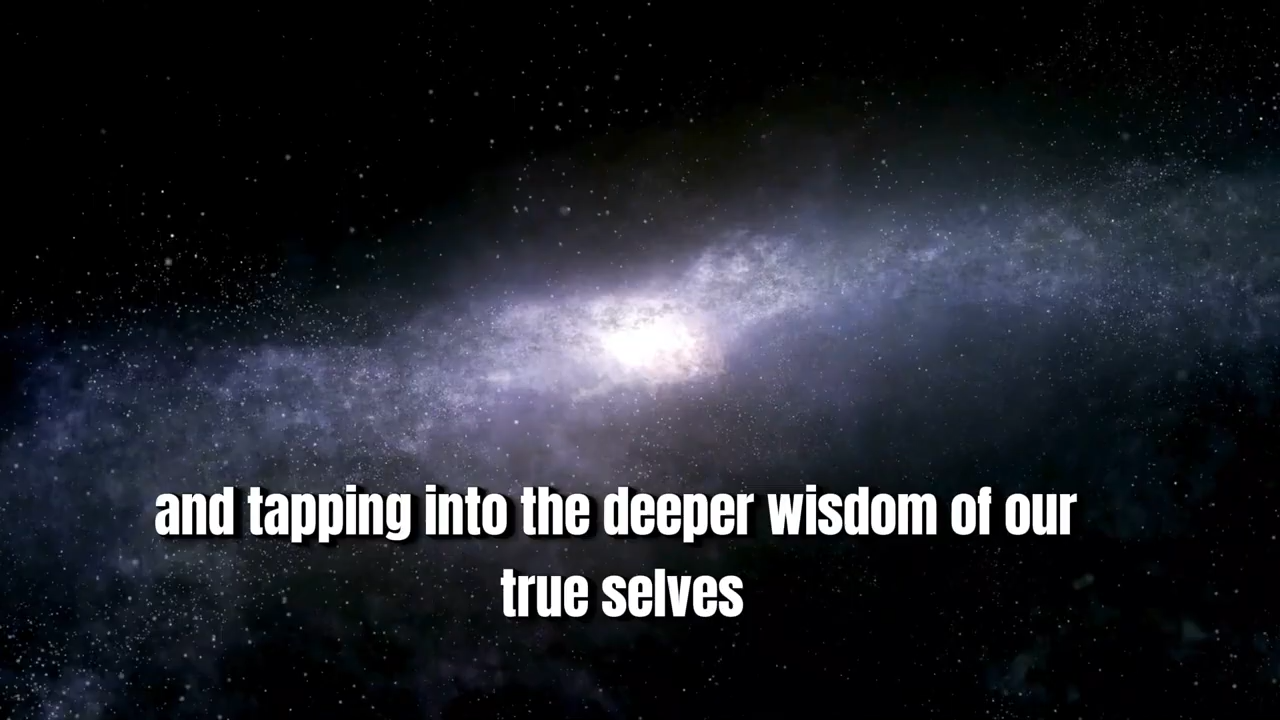 and tapping into the deeper wisdom of our
true selves